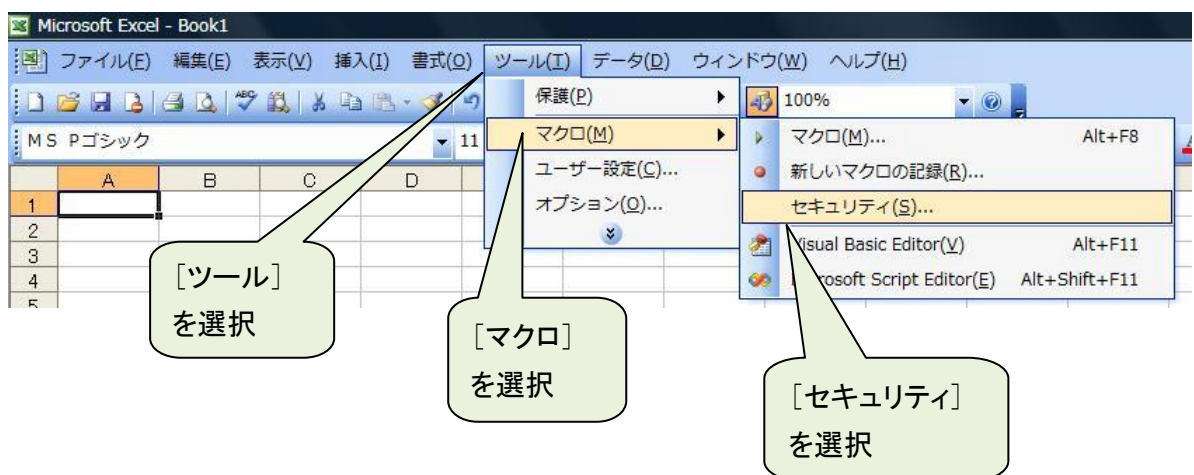 Microsoft Excel - Book1
ファイル(F) 編集(E) 表示(V) 挿入(I) 書式(O) ツール(T) データ(D) ウィンドウ(W) ヘルプ(H)
保護(P) 100%
MS Pゴシック 11 マクロ(M) マクロ(M)... Alt+F8
ユーザー設定(C)... 新しいマクロの記録(R)...
A B C D
1 オプション(O)... セキュリティ(S)...
2
3 Visual Basic Editor(V) Alt+F11
4 Script Editor(E) Alt+Shift+F11
5
[ツール]
を選択
[マクロ]
を選択
[セキュリティ]
を選択